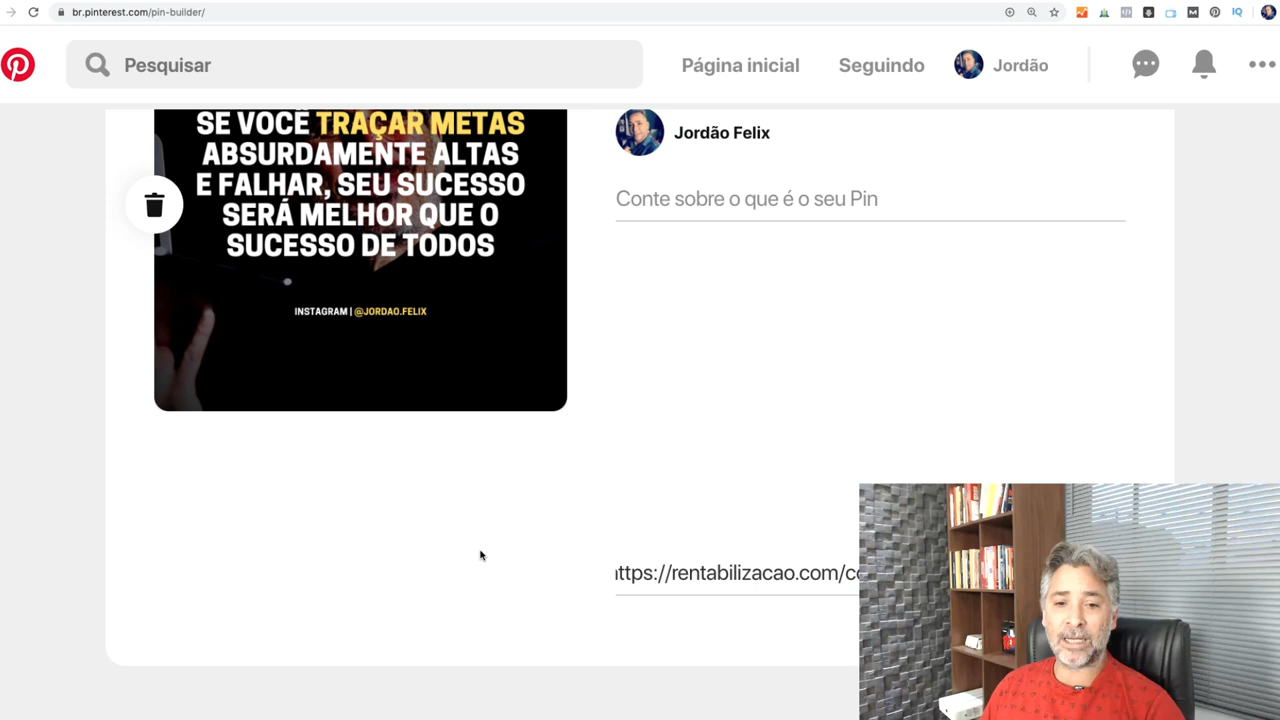 br.pinterest.com/pin-builder/
Pesquisar
Página inicial
Seguindo
Jordão
SE VOCÊ TRAÇAR METAS
ABSURDAMENTE ALTAS
E FALHAR, SEU SUCESSO
SERÁ MELHOR QUE O
SUCESSO DE TODOS
INSTAGRAM | @JORDAO.FELIX
Jordão Felix
Conte sobre o que é o seu Pin
ttps://rentabilizacao.com/c